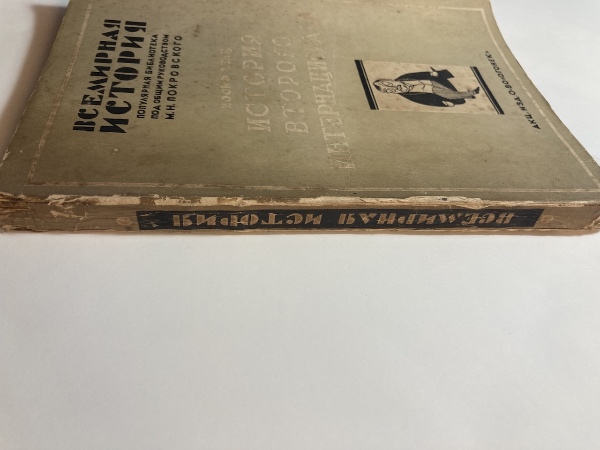 ВСЕМИРНАЯ
ИСТОРИЯ
ПОПУЛЯРНАЯ БИБЛИОТЕКА
ПОД ОБЩИМ РУКОВОДСТВОМ
М.Н. ПОКРОВСКОГО
ИСТОРИЯ
ВТОРОГО
ИНТЕРНАЦИОНАЛА
ВСЕМИРНАЯ ИСТОРИЯ